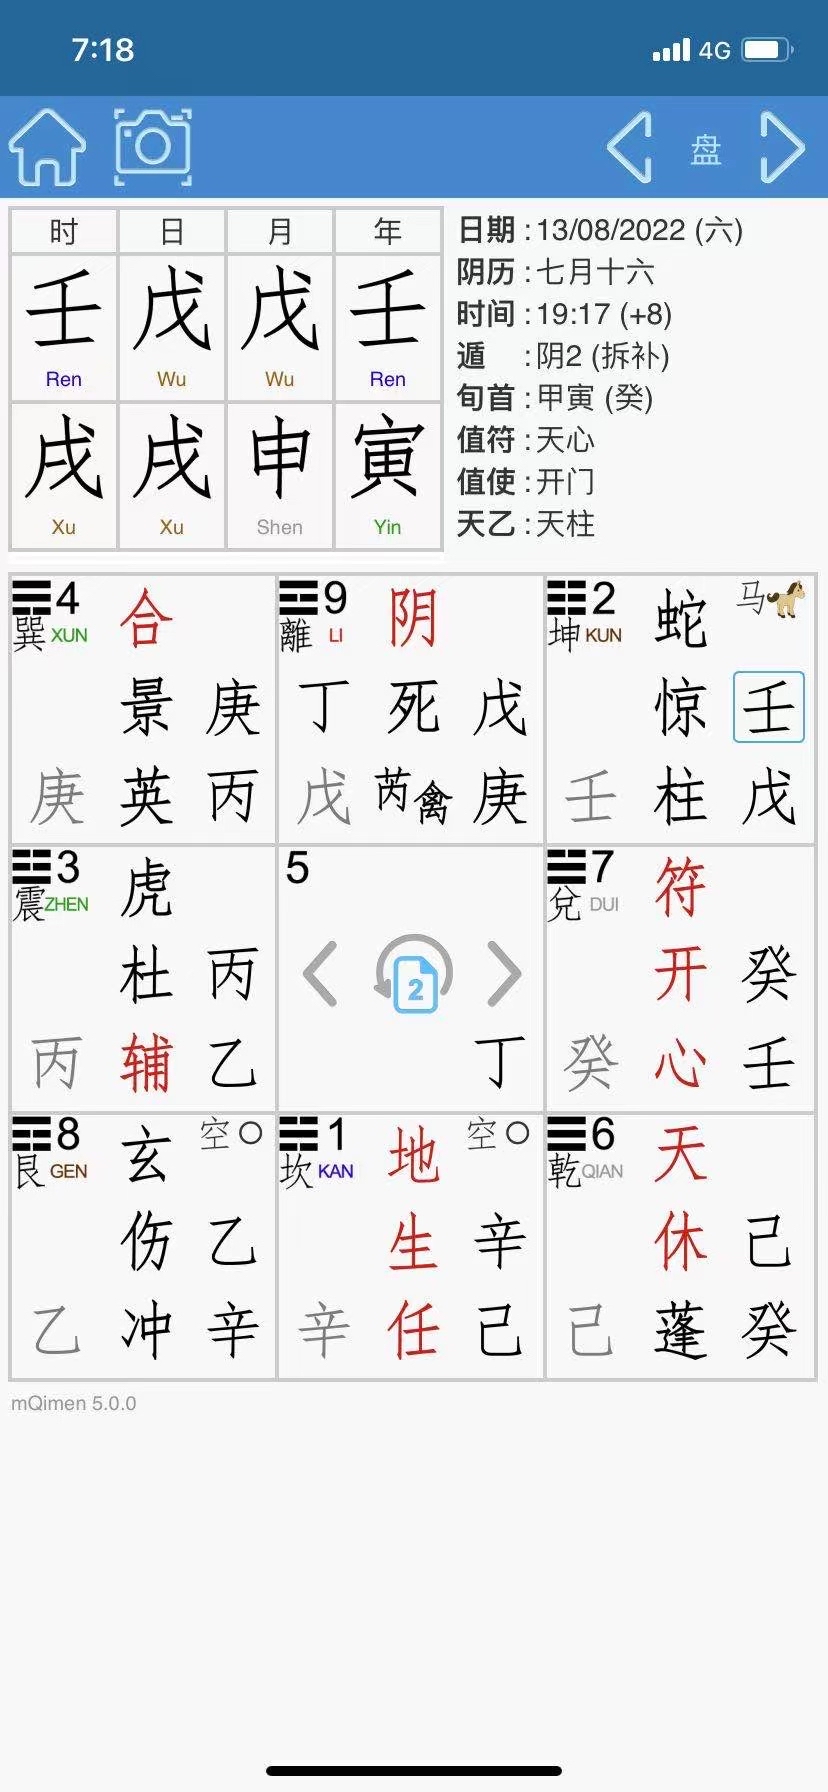 7:18 4G
盘
时 日 月 年
壬 戊 戊 壬
Ren Wu Wu Ren
戌 戌 申 寅
Xu Xu Shen Yin
日期 : 13/08/2022 (六)
阴历 : 七月十六
时间 : 19:17 (+8)
遁 : 阴2 (拆补)
旬首 : 甲寅 (癸)
值符 : 天心
值使 : 开门
天乙 : 天柱
4 合
巽 XUN
景 庚
庚 英 丙
9 阴
離 LI
丁 死 戊
戊 芮禽 庚
2 蛇 马
坤 KUN
惊 壬
壬 柱 戊
3 虎
震 ZHEN
杜 丙
丙 辅 乙
5
2
丁
7 符
兌 DUI
开 癸
癸 心 壬
8 玄 空
艮 GEN
伤 乙
乙 冲 辛
1 地 空
坎 KAN
生 辛
辛 任 己
6 天
乾 QIAN
休 己
己 蓬 癸
mQimen 5.0.0